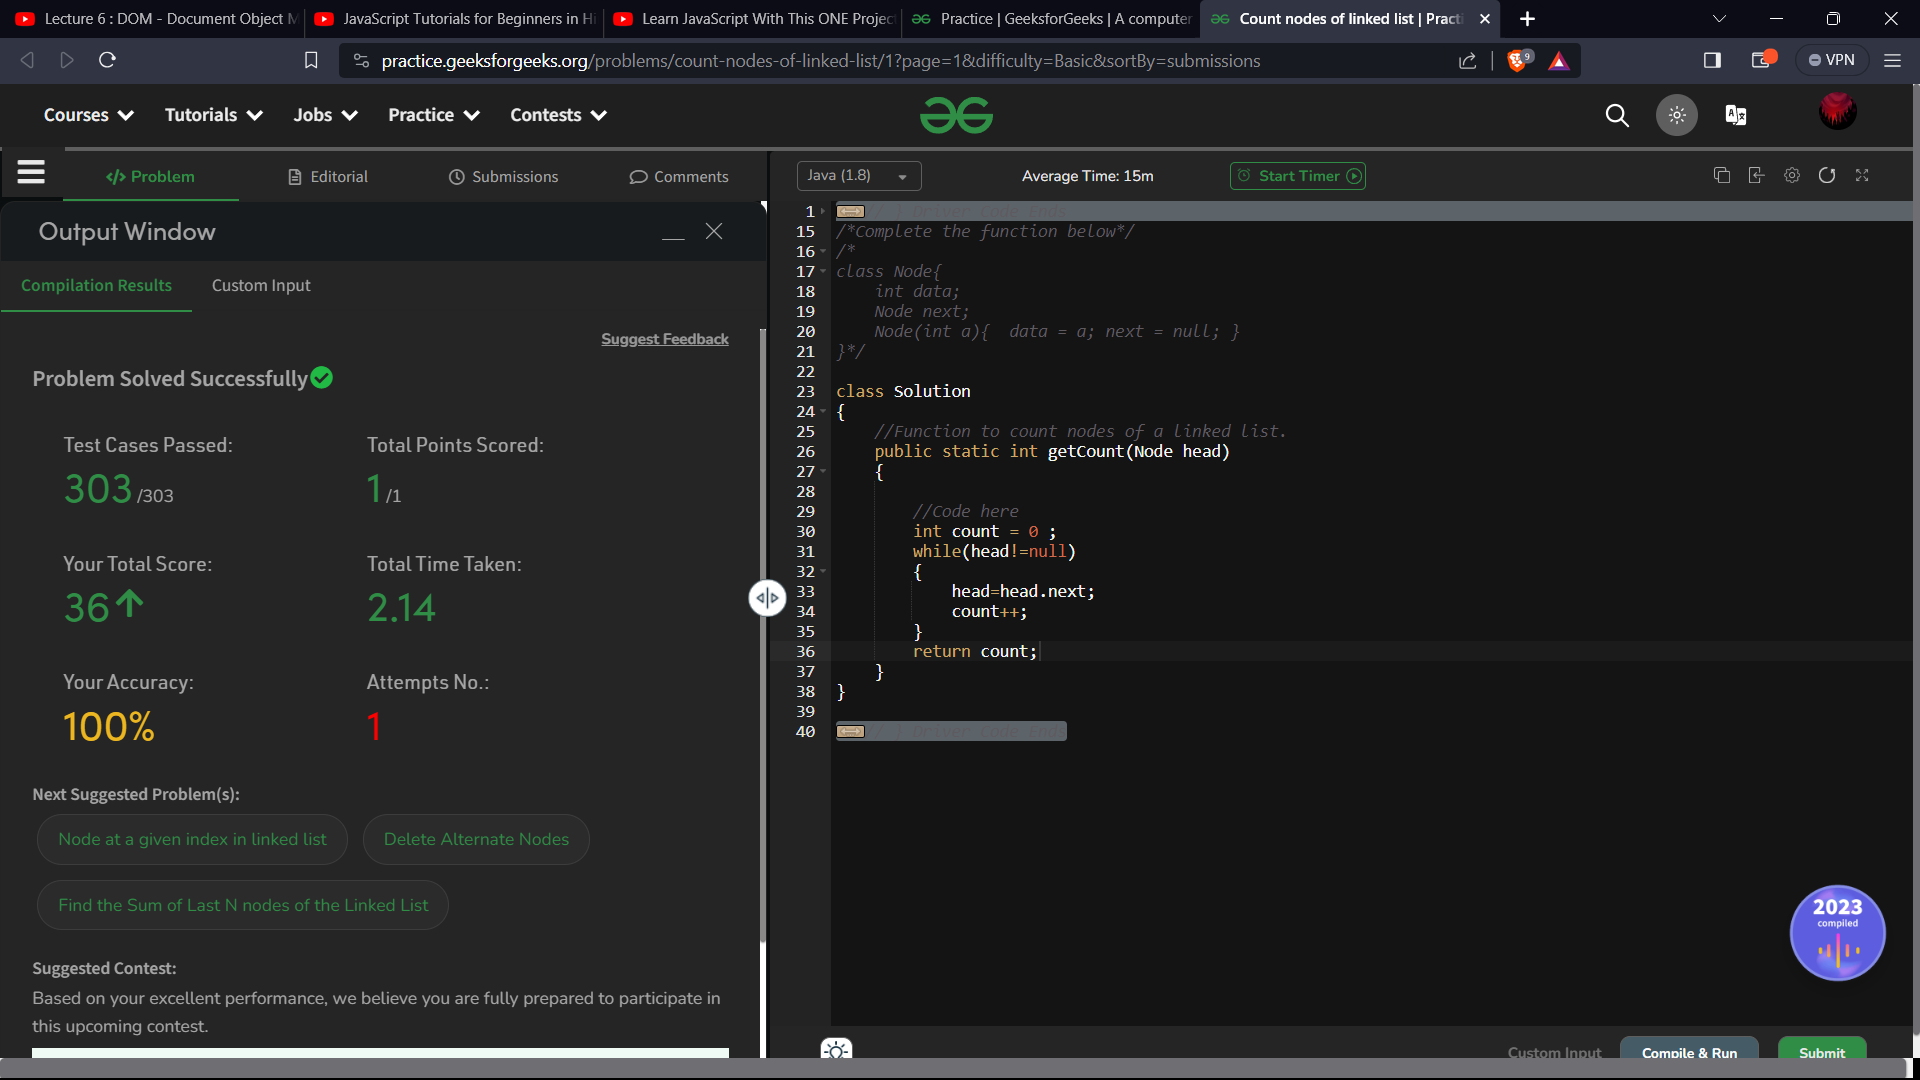 Lecture 6 : DOM - Document Object M
JavaScript Tutorials for Beginners in Hi
Learn JavaScript With This ONE Projec
Practice | GeeksforGeeks | A computer
Count nodes of linked list | Practi
practice.geeksforgeeks.org/problems/count-nodes-of-linked-list/1?page=1&difficulty=Basic&sortBy=submissions
9
VPN
Courses
Tutorials
Jobs
Practice
Contests
</> Problem
Editorial
Submissions
Comments
Java (1.8)
Average Time: 15m
Start Timer
Output Window
Compilation Results
Custom Input
Suggest Feedback
Problem Solved Successfully
Test Cases Passed:
303 /303
Total Points Scored:
1 /1
Your Total Score:
36
Total Time Taken:
2.14
Your Accuracy:
100%
Attempts No.:
1
Next Suggested Problem(s):
Node at a given index in linked list
Delete Alternate Nodes
Find the Sum of Last N nodes of the Linked List
Suggested Contest:
Based on your excellent performance, we believe you are fully prepared to participate in
this upcoming contest.
1 // } Driver Code Ends
15 /*Complete the function below*/
16 /*
17 class Node{
18 int data;
19 Node next;
20 Node(int a){  data = a; next = null; }
21 }*/
22
23 class Solution
24 {
25 //Function to count nodes of a linked list.
26 public static int getCount(Node head)
27 {
28
29 //Code here
30 int count = 0 ;
31 while(head!=null)
32 {
33 head=head.next;
34 count++;
35 }
36 return count;
37 }
38 }
39
40 // } Driver Code Ends
2023
compiled
Custom Input
Compile & Run
Submit